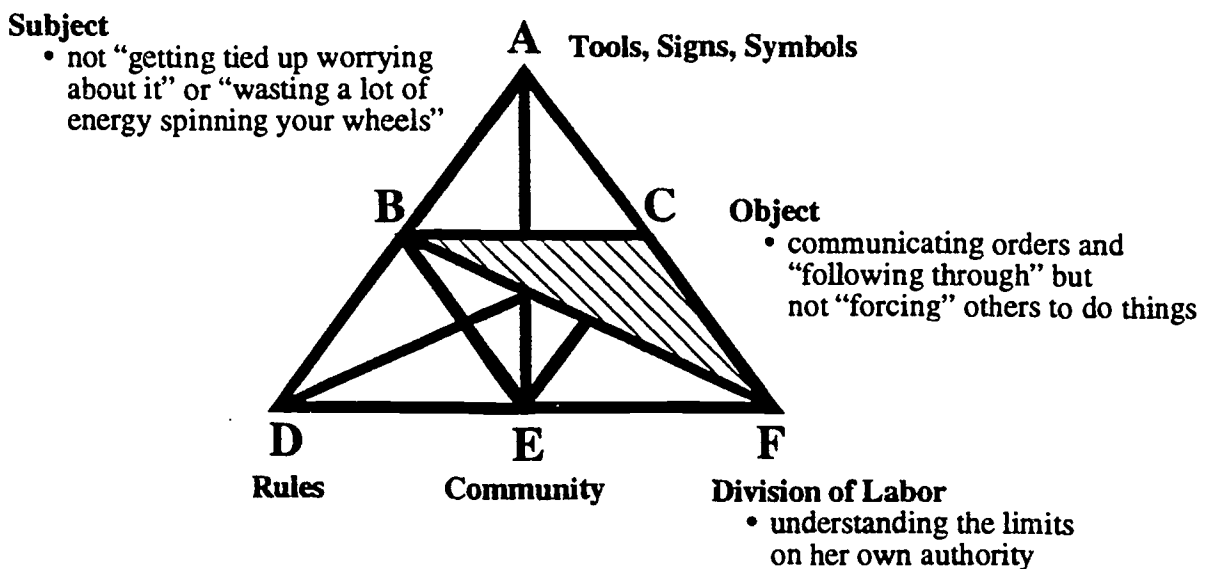 Subject
• not “getting tied up worrying
about it” or “wasting a lot of
energy spinning your wheels”
A Tools, Signs, Symbols
B
C
Object
• communicating orders and
“following through” but
not “forcing” others to do things
D
E
F
Rules
Community
Division of Labor
• understanding the limits
on her own authority